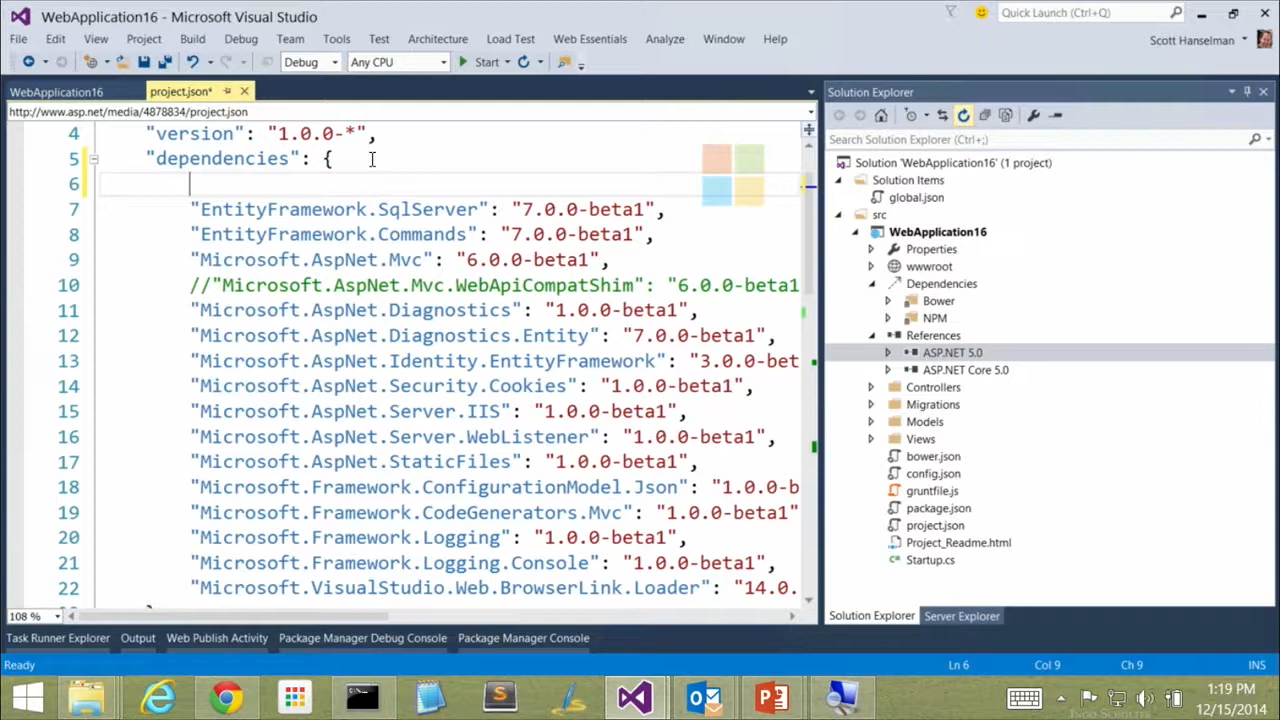 WebApplication16 - Microsoft Visual Studio
Quick Launch (Ctrl+Q)
File Edit View Project Build Debug Team Tools Test Architecture Load Test Web Essentials Analyze Window Help
Scott Hanselman
Debug Any CPU Start
WebApplication16 project.json*
http://www.asp.net/media/4878834/project.json
4 "version": "1.0.0-*",
5 "dependencies": {
6
7 "EntityFramework.SqlServer": "7.0.0-beta1",
8 "EntityFramework.Commands": "7.0.0-beta1",
9 "Microsoft.AspNet.Mvc": "6.0.0-beta1",
10 //"Microsoft.AspNet.Mvc.WebApiCompatShim": "6.0.0-beta1
11 "Microsoft.AspNet.Diagnostics": "1.0.0-beta1",
12 "Microsoft.AspNet.Diagnostics.Entity": "7.0.0-beta1",
13 "Microsoft.AspNet.Identity.EntityFramework": "3.0.0-bet
14 "Microsoft.AspNet.Security.Cookies": "1.0.0-beta1",
15 "Microsoft.AspNet.Server.IIS": "1.0.0-beta1",
16 "Microsoft.AspNet.Server.WebListener": "1.0.0-beta1",
17 "Microsoft.AspNet.StaticFiles": "1.0.0-beta1",
18 "Microsoft.Framework.ConfigurationModel.Json": "1.0.0-b
19 "Microsoft.Framework.CodeGenerators.Mvc": "1.0.0-beta1"
20 "Microsoft.Framework.Logging": "1.0.0-beta1",
21 "Microsoft.Framework.Logging.Console": "1.0.0-beta1",
22 "Microsoft.VisualStudio.Web.BrowserLink.Loader": "14.0.
108 %
Solution Explorer
Search Solution Explorer (Ctrl+;)
Solution 'WebApplication16' (1 project)
Solution Items
global.json
src
WebApplication16
Properties
wwwroot
Dependencies
Bower
NPM
References
ASP.NET 5.0
ASP.NET Core 5.0
Controllers
Migrations
Models
Views
bower.json
config.json
gruntfile.js
package.json
project.json
Project_Readme.html
Startup.cs
Solution Explorer Server Explorer
Task Runner Explorer Output Web Publish Activity Package Manager Debug Console Package Manager Console
Ready Ln 6 Col 9 Ch 9 INS
1:19 PM
12/15/2014